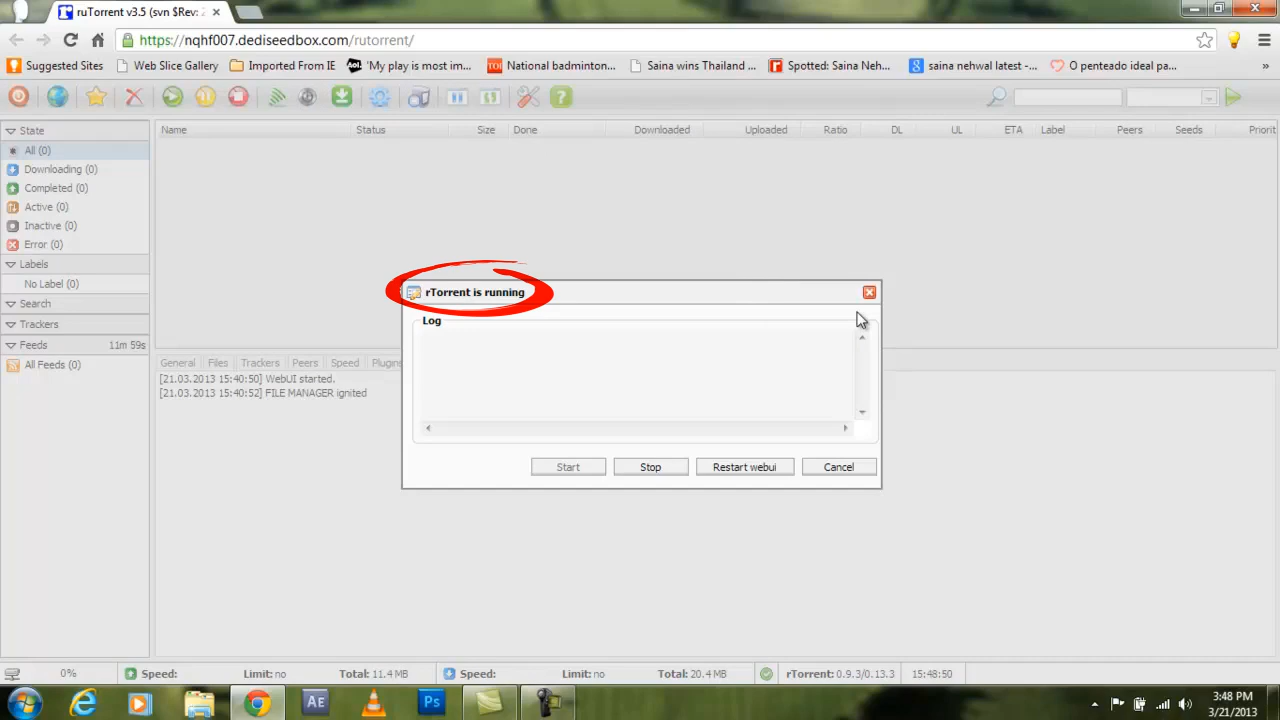 ruTorrent v3.5 (svn $Rev: 2
https://nqhf007.dediseedbox.com/rutorrent/
Suggested Sites
Web Slice Gallery
Imported From IE
Aol.
'My play is most im...
TOI
National badminton...
Saina wins Thailand ...
Spotted: Saina Neh...
saina nehwal latest -...
O penteado ideal pa...
»
State
All (0)
Downloading (0)
Completed (0)
Active (0)
Inactive (0)
Error (0)
Labels
No Label (0)
Search
Trackers
Feeds 11m 59s
All Feeds (0)
Name Status Size Done Downloaded Uploaded Ratio DL UL ETA Label Peers Seeds Priorit
rTorrent is running
Log
Start Stop Restart webui Cancel
General Files Trackers Peers Speed Plugins
[21.03.2013 15:40:50] WebUI started.
[21.03.2013 15:40:52] FILE MANAGER ignited
0% Speed: Limit: no Total: 11.4 MB Speed: Limit: no Total: 20.4 MB rTorrent: 0.9.3/0.13.3 15:48:50
AE
Ps
3:48 PM
3/21/2013